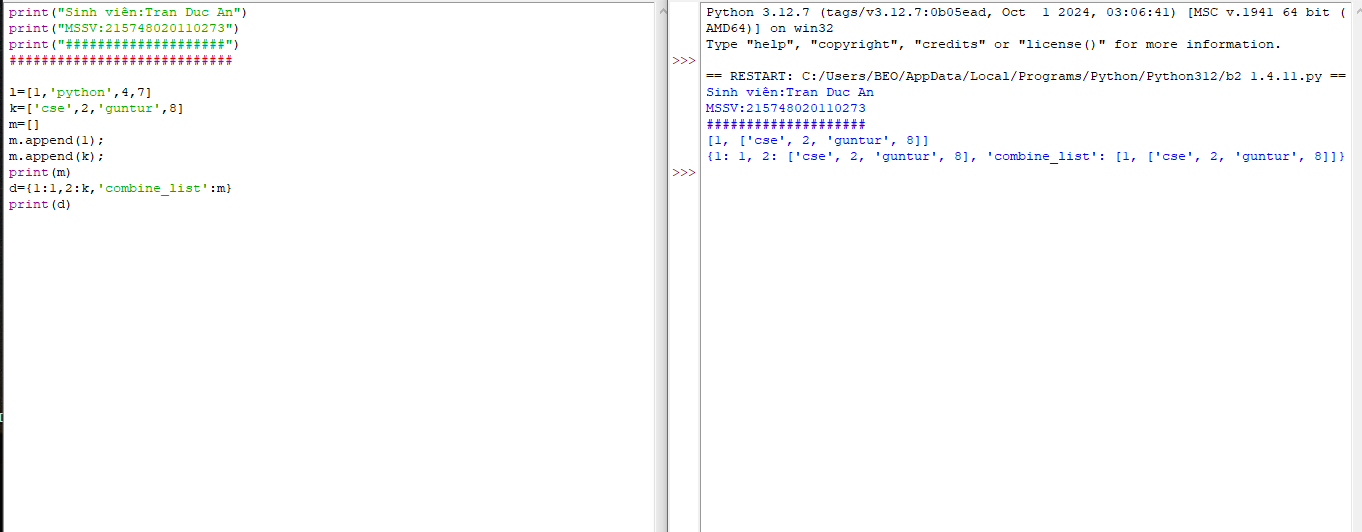 print("Sinh viên:Tran Duc An")
print("MSSV:215748020110273")
print("####################")
############################
l=[1,'python',4,7]
k=['cse',2,'guntur',8]
m=[]
m.append(1);
m.append(k);
print(m)
d={1:1,2:k,'combine_list':m}
print(d)
Python 3.12.7 (tags/v3.12.7:0b05ead, Oct  1 2024, 03:06:41) [MSC v.1941 64 bit (
AMD64)] on win32
Type "help", "copyright", "credits" or "license()" for more information.
>>>
== RESTART: C:/Users/BEO/AppData/Local/Programs/Python/Python312/b2 1.4.11.py ==
Sinh viên:Tran Duc An
MSSV:215748020110273
####################
[1, ['cse', 2, 'guntur', 8]]
{1: 1, 2: ['cse', 2, 'guntur', 8], 'combine_list': [1, ['cse', 2, 'guntur', 8]]}
>>>